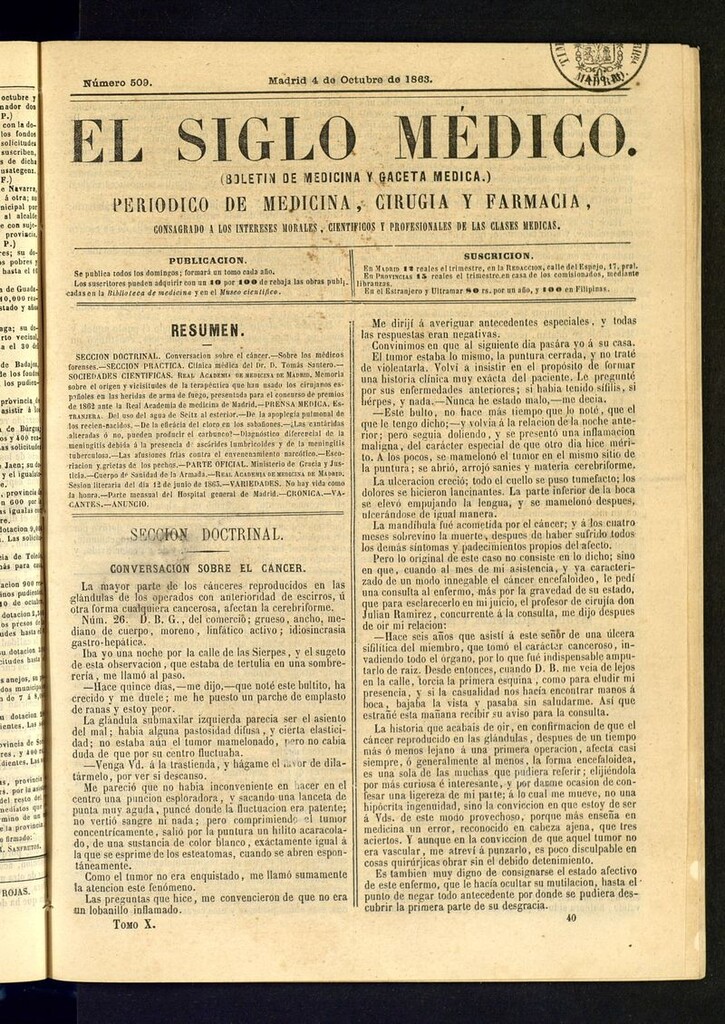 Número 509.
Madrid 4 de Octubre de 1863.
MADRID.
EL SIGLO MÉDICO.
(BOLETIN DE MEDICINA Y GACETA MEDICA.)
PERIODICO DE MEDICINA, CIRUGIA Y FARMACIA,
CONSAGRADO A LOS INTERESES MORALES, CIENTIFICOS Y PROFESIONALES DE LAS CLASES MEDICAS.
PUBLICACION.
Se publica todos los domingos; formará un tomo cada año.
Los suscritores pueden adquirir con un 10 por 100 de rebaja las obras publi-
cadas en la Biblioteca de medicina y en el Museo cientifico.
SUSCRICION.
En Madrid 12 reales el trimestre, en la Redaccion, calle del Espejo, 17, pral.
En Provincias 15 reales el trimestre, en casa de los comisionados, mediante
libranzas.
En el Estranjero y Ultramar 80 rs. por un año, y 100 en Filipinas.
RESUMEN.
SECCION DOCTRINAL. Conversacion sobre el cáncer.—Sobre los médicos
forenses.—SECCION PRACTICA. Clínica médica del Dr. D. Tomás Santero.—
SOCIEDADES CIENTIFICAS. Real Academia de medicina de Madrid. Memoria
sobre el origen y vicisitudes de la terapéutica que han usado los cirujanos es-
pañoles en las heridas de arma de fuego, presentada para el concurso de premios
de 1862 ante la Real Academia de medicina de Madrid.—PRENSA MEDICA. Es-
tranjera. Del uso del agua de Seltz al esterior.—De la apoplegía pulmonal de
los recien-nacidos.—De la eficacia del cloro en los sabañones.—¿Las cantáridas
alteradas ó no, pueden producir el carbunco?—Diagnóstico diferencial de la
meningitis debida á la presencia de ascárides lumbricoides y de la meningitis
tuberculosa.—Las afusiones frias contra el envenenamiento narcótico.—Esco-
riacion y grietas de los pechos.—PARTE OFICIAL. Ministerio de Gracia y Jus-
ticia.—Cuerpo de Sanidad de la Armada.—Real Academia de medicina de Madrid.
Sesion literaria del dia 12 de junio de 1863.—VARIEDADES. No hay vida como
la honra.—Parte mensual del Hospital general de Madrid.—CRONICA.—VA-
CANTES.—ANUNCIO.
SECCION DOCTRINAL.
CONVERSACION SOBRE EL CÁNCER.
La mayor parte de los cánceres reproducidos en las
glándulas de los operados con anterioridad de escirros, ú
otra forma cualquiera cancerosa, afectan la cerebriforme.
Núm. 26. D. B. G., del comercio; grueso, ancho, me-
diano de cuerpo, moreno, linfático activo; idiosincrasia
gastro-hepática.
Iba yo una noche por la calle de las Sierpes, y el sugeto
de esta observacion, que estaba de tertulia en una sombre-
rería, me llamó al paso.
—Hace quince dias,—me dijo,—que noté este bultito, ha
crecido y me duele; me he puesto un parche de emplasto
de ranas y estoy peor.
La glándula submaxilar izquierda parecia ser el asiento
del mal; habia alguna pastosidad difusa, y cierta elastici-
dad; no estaba aún el tumor mamelonado, pero no cabia
duda de que por su centro fluctuaba.
—Venga Vd. á la trastienda, y hágame el favor de dila-
tármelo, por ver si descanso.
Me pareció que no habia inconveniente en hacer en el
centro una puncion esploradora, y sacando una lanceta de
punta muy aguda, puncé donde la fluctuacion era patente;
no vertió sangre ni nada; pero comprimiendo el tumor
concentricamente, salió por la puntura un hilito acaracola-
do, de una sustancia de color blanco, exáctamente igual á
la que se esprime de los esteatomas, cuando se abren espon-
táneamente.
Como el tumor no era enquistado, me llamó sumamente
la atencion este fenómeno.
Las preguntas que hice, me convencieron de que no era
un lobanillo inflamado.
Tomo X.
Me dirijí á averiguar antecedentes especiales, y todas
las respuestas eran negativas.
Convinimos en que al siguiente dia pasára yo á su casa.
El tumor estaba lo mismo, la puntura cerrada, y no traté
de violentarla. Volví á insistir en el propósito de formar
una historia clínica muy exácta del paciente. Le pregunté
por sus enfermedades anteriores; si habia tenido sífilis, si
hérpes, y nada.—Nunca he estado malo,—me decia.
—Este bulto, no hace más tiempo que lo noté, que el
que le tengo dicho;—y volvia á la relacion de la noche ante-
rior; pero seguia doliendo, y se presentó una inflamacion
maligna, del carácter especial de que otro dia hice méri-
to. A los pocos, se mameloñó el tumor en el mismo sitio de
la puntura; se abrió, arrojó sanies y materia cerebriforme.
La ulceracion creció; todo el cuello se puso tumefacto; los
dolores se hicieron lancinantes. La parte inferior de la boca
se elevó empujando la lengua, y se mamelonó despues,
ulcerándose de igual manera.
La mandíbula fué acometida por el cáncer; y á los cuatro
meses sobrevino la muerte, despues de haber sufrido todos
los demás síntomas y padecimientos propios del afecto.
Pero lo original de este caso no consiste en lo dicho; sino
en que, cuando al mes de mi asistencia, y ya caracteri-
zado de un modo innegable el cáncer encefaloideo, le pedí
una consulta al enfermo, más por la gravedad de su estado,
que para esclarecerlo en mi juicio, el profesor de cirujía don
Julian Ramirez, concurrente á la consulta, me dijo despues
de oir mi relacion:
—Hace seis años que asistí á este señor de una úlcera
sifilítica del miembro, que tomó el carácter canceroso, in-
vadiendo todo el órgano, por lo que fué indispensable ampu-
tarlo de raiz. Desde entonces, cuando D. B. me veia de lejos
en la calle, torcia la primera esquina, como para eludir mi
presencia, y si la casualidad nos hacía encontrar manos á
boca, bajaba la vista y pasaba sin saludarme. Así que
estrañé esta mañana recibir su aviso para la consulta.
La historia que acabais de oir, en confirmacion de que el
cáncer reproducido en las glándulas, despues de un tiempo
más ó menos lejano á una primera operacion, afecta casi
siempre, ó generalmente al menos, la forma encefaloidea,
es una sola de las muchas que pudiera referir; elijiéndola
por más curiosa é interesante, y por darme ocasion de con-
fesar una ligereza de mi parte; á lo cual me mueve, no una
hipócrita ingenuidad, sino la conviccion en que estoy de ser
á Vds. de este modo provechoso, porque más enseña en
medicina un error, reconocido en cabeza ajena, que tres
aciertos. Y aunque en la conviccion de que aquel tumor no
era vascular, me atreví á punzarlo, es poco disculpable en
cosas quirúrjicas obrar sin el debido detenimiento.
Es tambien muy digno de consignarse el estado afectivo
de este enfermo, que le hacía ocultar su mutilacion, hasta el
punto de negar todo antecedente por donde se pudiera des-
cubrir la primera parte de su desgracia.
40